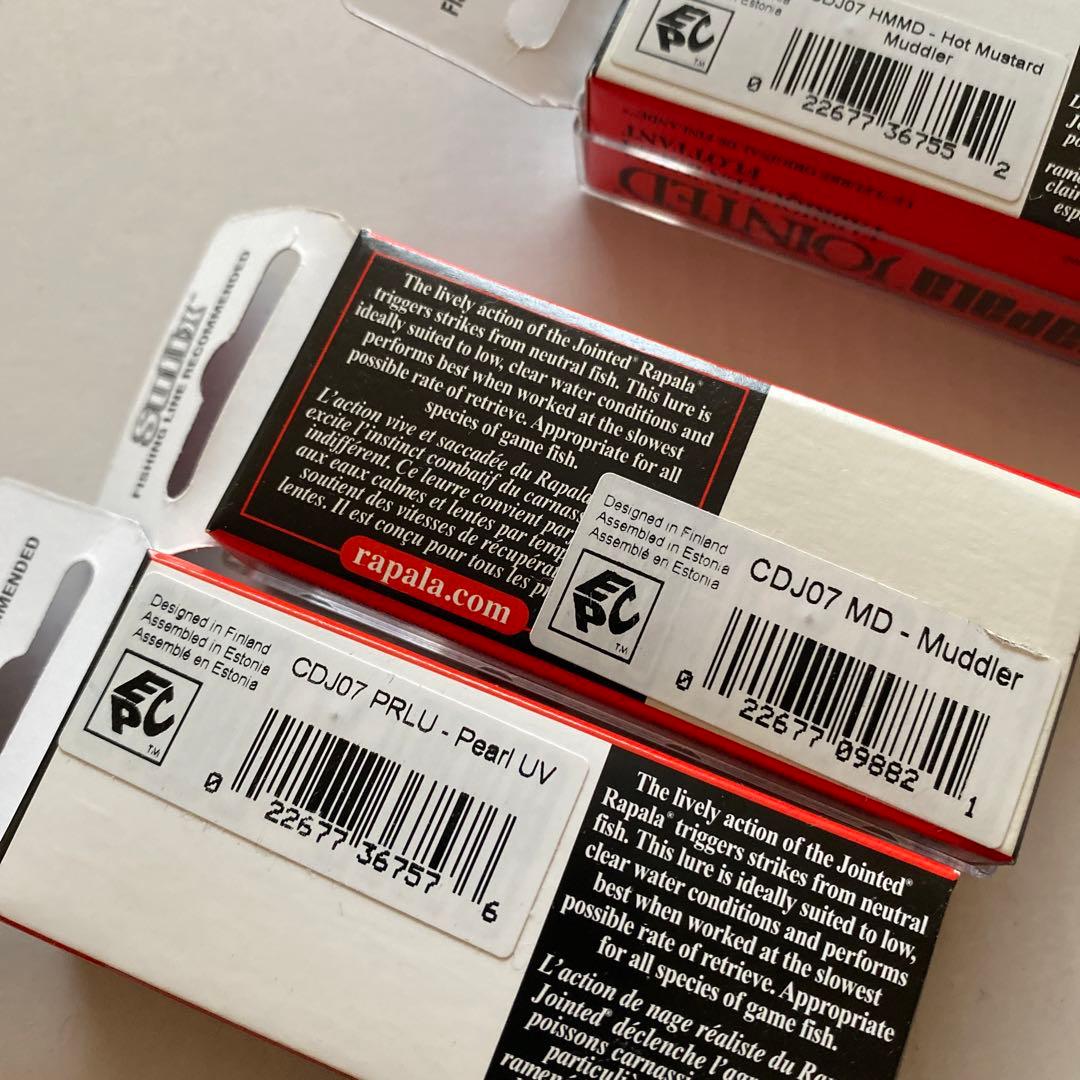 CDJ07 HMMD - Hot Mustard
Muddler
EPC
TM
0 22677 36755 2
JOINTED
SUFIX
FISHING LINE RECOMMENDED
The lively action of the Jointed® Rapala®
triggers strikes from neutral fish. This lure is
ideally suited to low, clear water conditions and
performs best when worked at the slowest
possible rate of retrieve. Appropriate for all
species of game fish.
L'action vive et saccadée du Rapala
excite l'instinct combatif du
indifférent. Ce leurre convient
aux eaux calmes et lentes par
soutient des vitesses de
lentes. Il est conçu pour tous les
rapala.com
Designed in Finland
Assembled in Estonia
Assemblé en Estonia
EPC
TM
CDJ07 MD - Muddler
0 22677 09882 1
Designed in Finland
Assembled in Estonia
Assemblé en Estonia
EPC
TM
CDJ07 PRLU - Pearl UV
0 22677 36757 6
The lively action of the Jointed®
Rapala® triggers strikes from neutral
fish. This lure is ideally suited to low,
clear water conditions and performs
best when worked at the slowest
possible rate of retrieve. Appropriate
for all species of game fish.
L'action de nage réaliste du
Jointed® déclenche
poissons